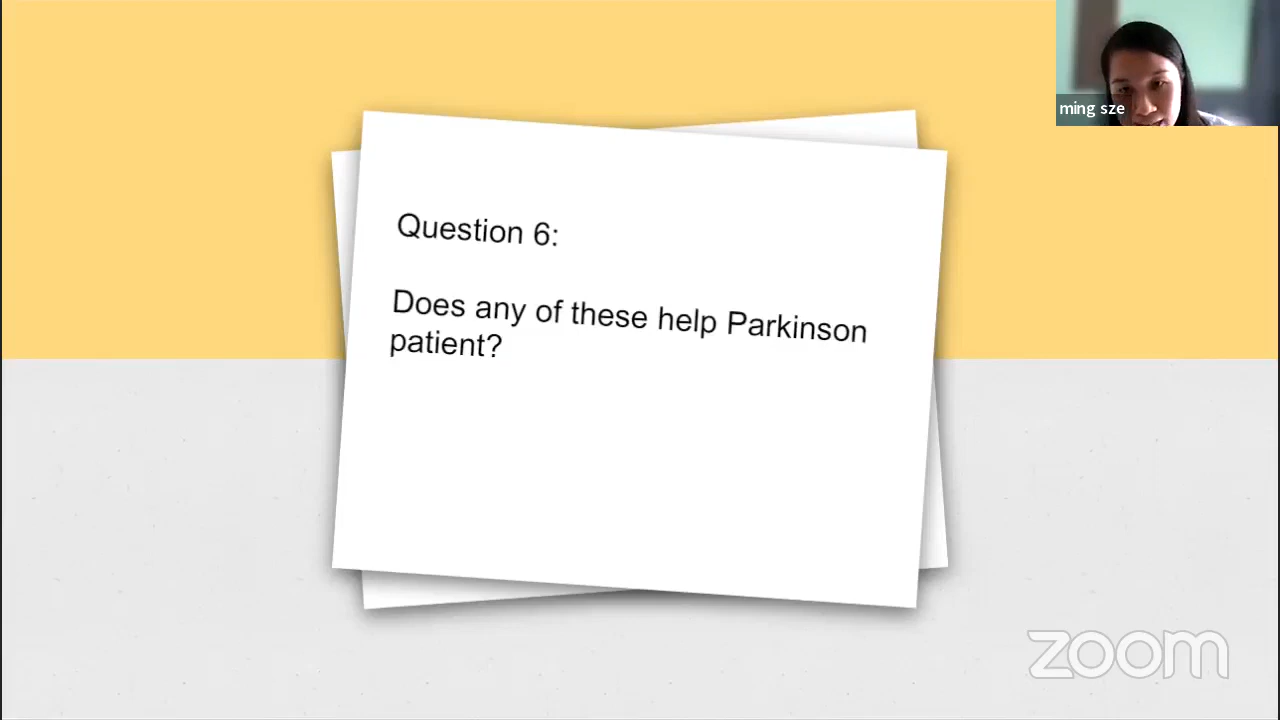 ming sze
Question 6:
Does any of these help Parkinson
patient?
zoom